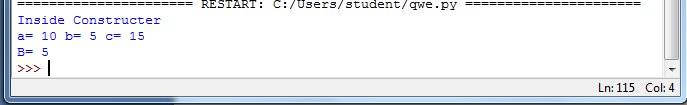 ====================== RESTART: C:/Users/student/qwe.py ======================
Inside Constructer
a= 10 b= 5 c= 15
B= 5
>>>
Ln: 115 Col: 4